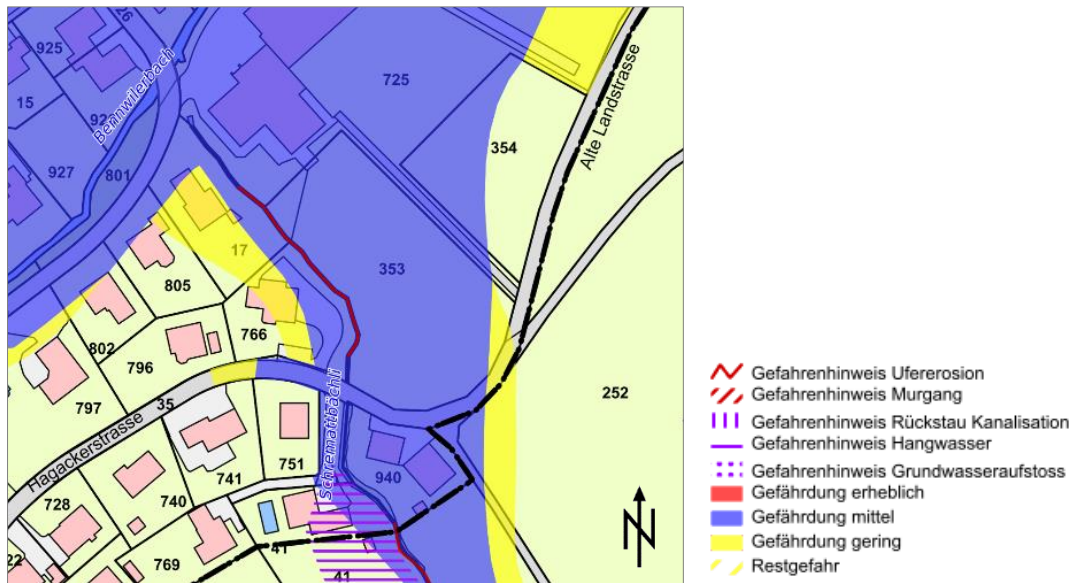 26
925
Bennwilerbach
15
725
927
801
354
Alte Landstrasse
17
353
805
766
802
796
797
35
252
Hagackerstrasse
Schremattbächli
751
741
940
728
740
769
41
41
22
N
Gefahrenhinweis Ufererosion
Gefahrenhinweis Murgang
Gefahrenhinweis Rückstau Kanalisation
Gefahrenhinweis Hangwasser
Gefahrenhinweis Grundwasseraufstoss
Gefährdung erheblich
Gefährdung mittel
Gefährdung gering
Restgefahr